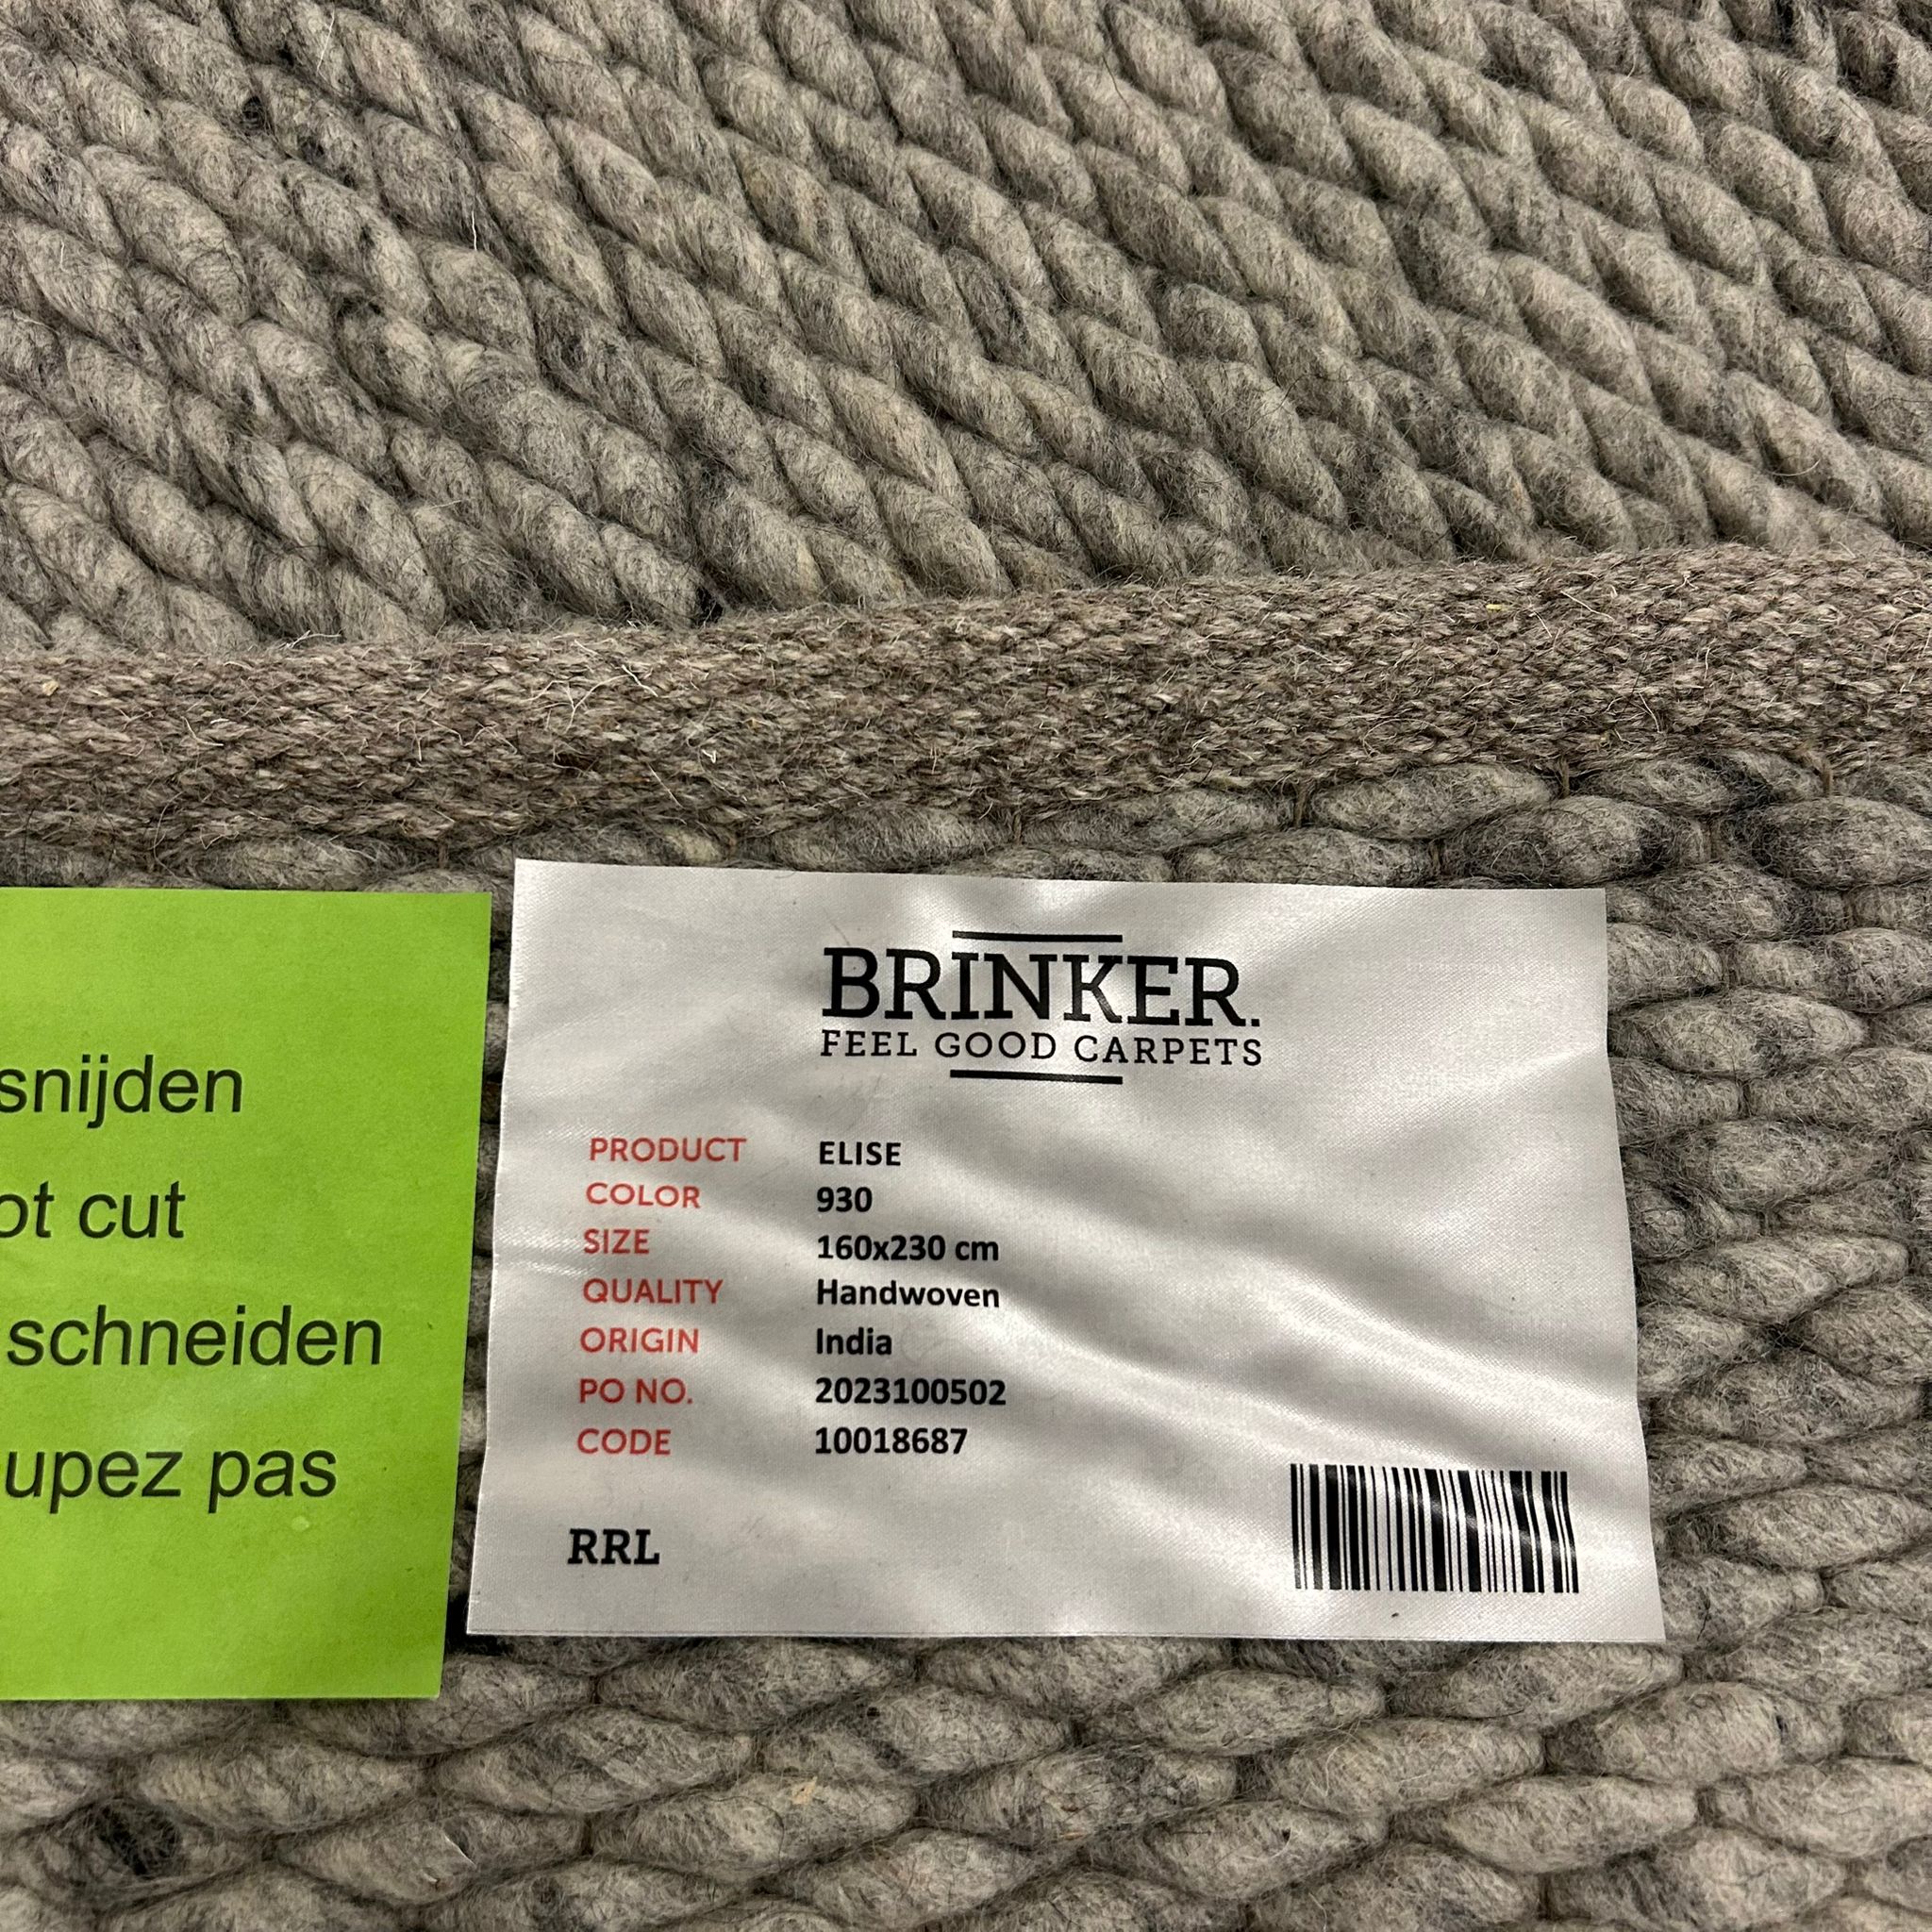 snijden
ot cut
schneiden
upez pas
BRINKER.
FEEL GOOD CARPETS
PRODUCT ELISE
COLOR 930
SIZE 160x230 cm
QUALITY Handwoven
ORIGIN India
PO NO. 2023100502
CODE 10018687
RRL